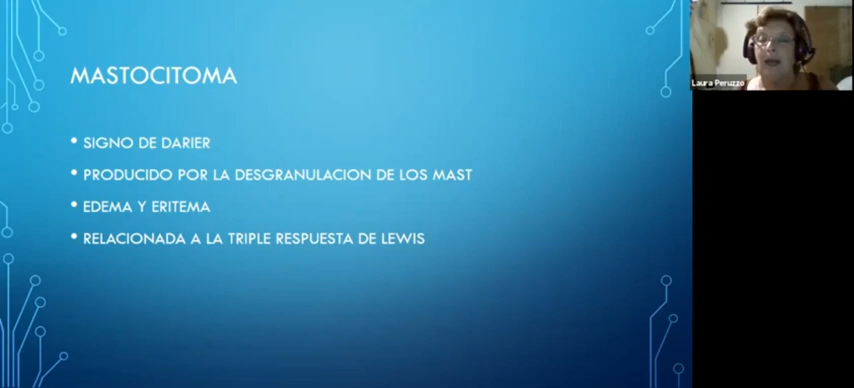 MASTOCITOMA
• SIGNO DE DARIER
• PRODUCIDO POR LA DESGRANULACION DE LOS MAST
• EDEMA Y ERITEMA
• RELACIONADA A LA TRIPLE RESPUESTA DE LEWIS
Laura Peruzzo